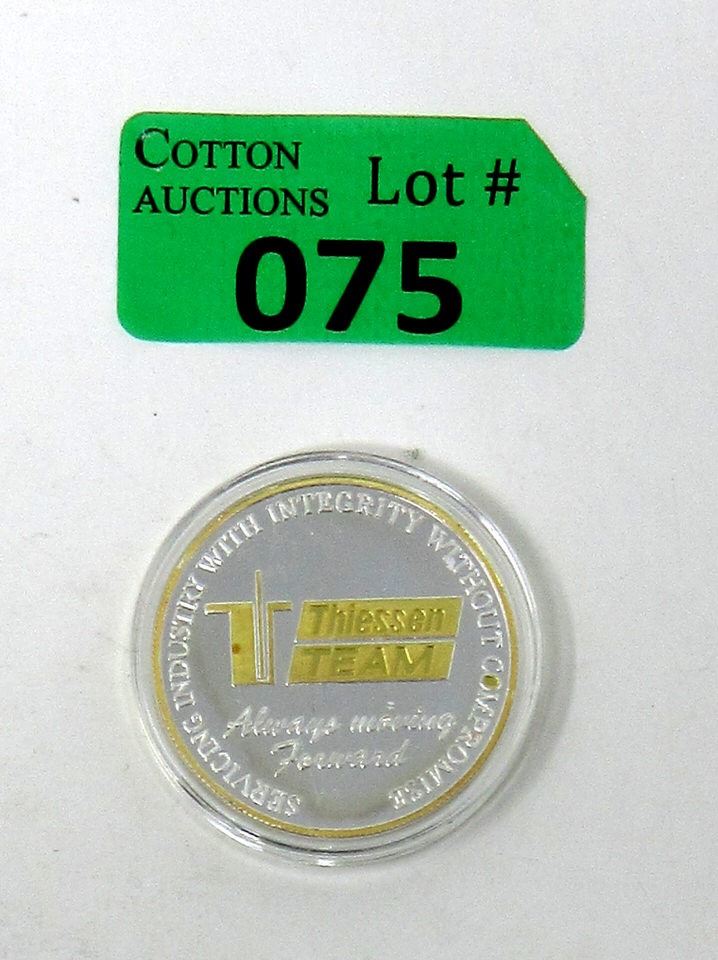 COTTON
AUCTIONS
Lot #
075
SERVICING INDUSTRY WITH INTEGRITY WITHOUT COMPROMISE
Thiessen
TEAM
Always moving
Forward